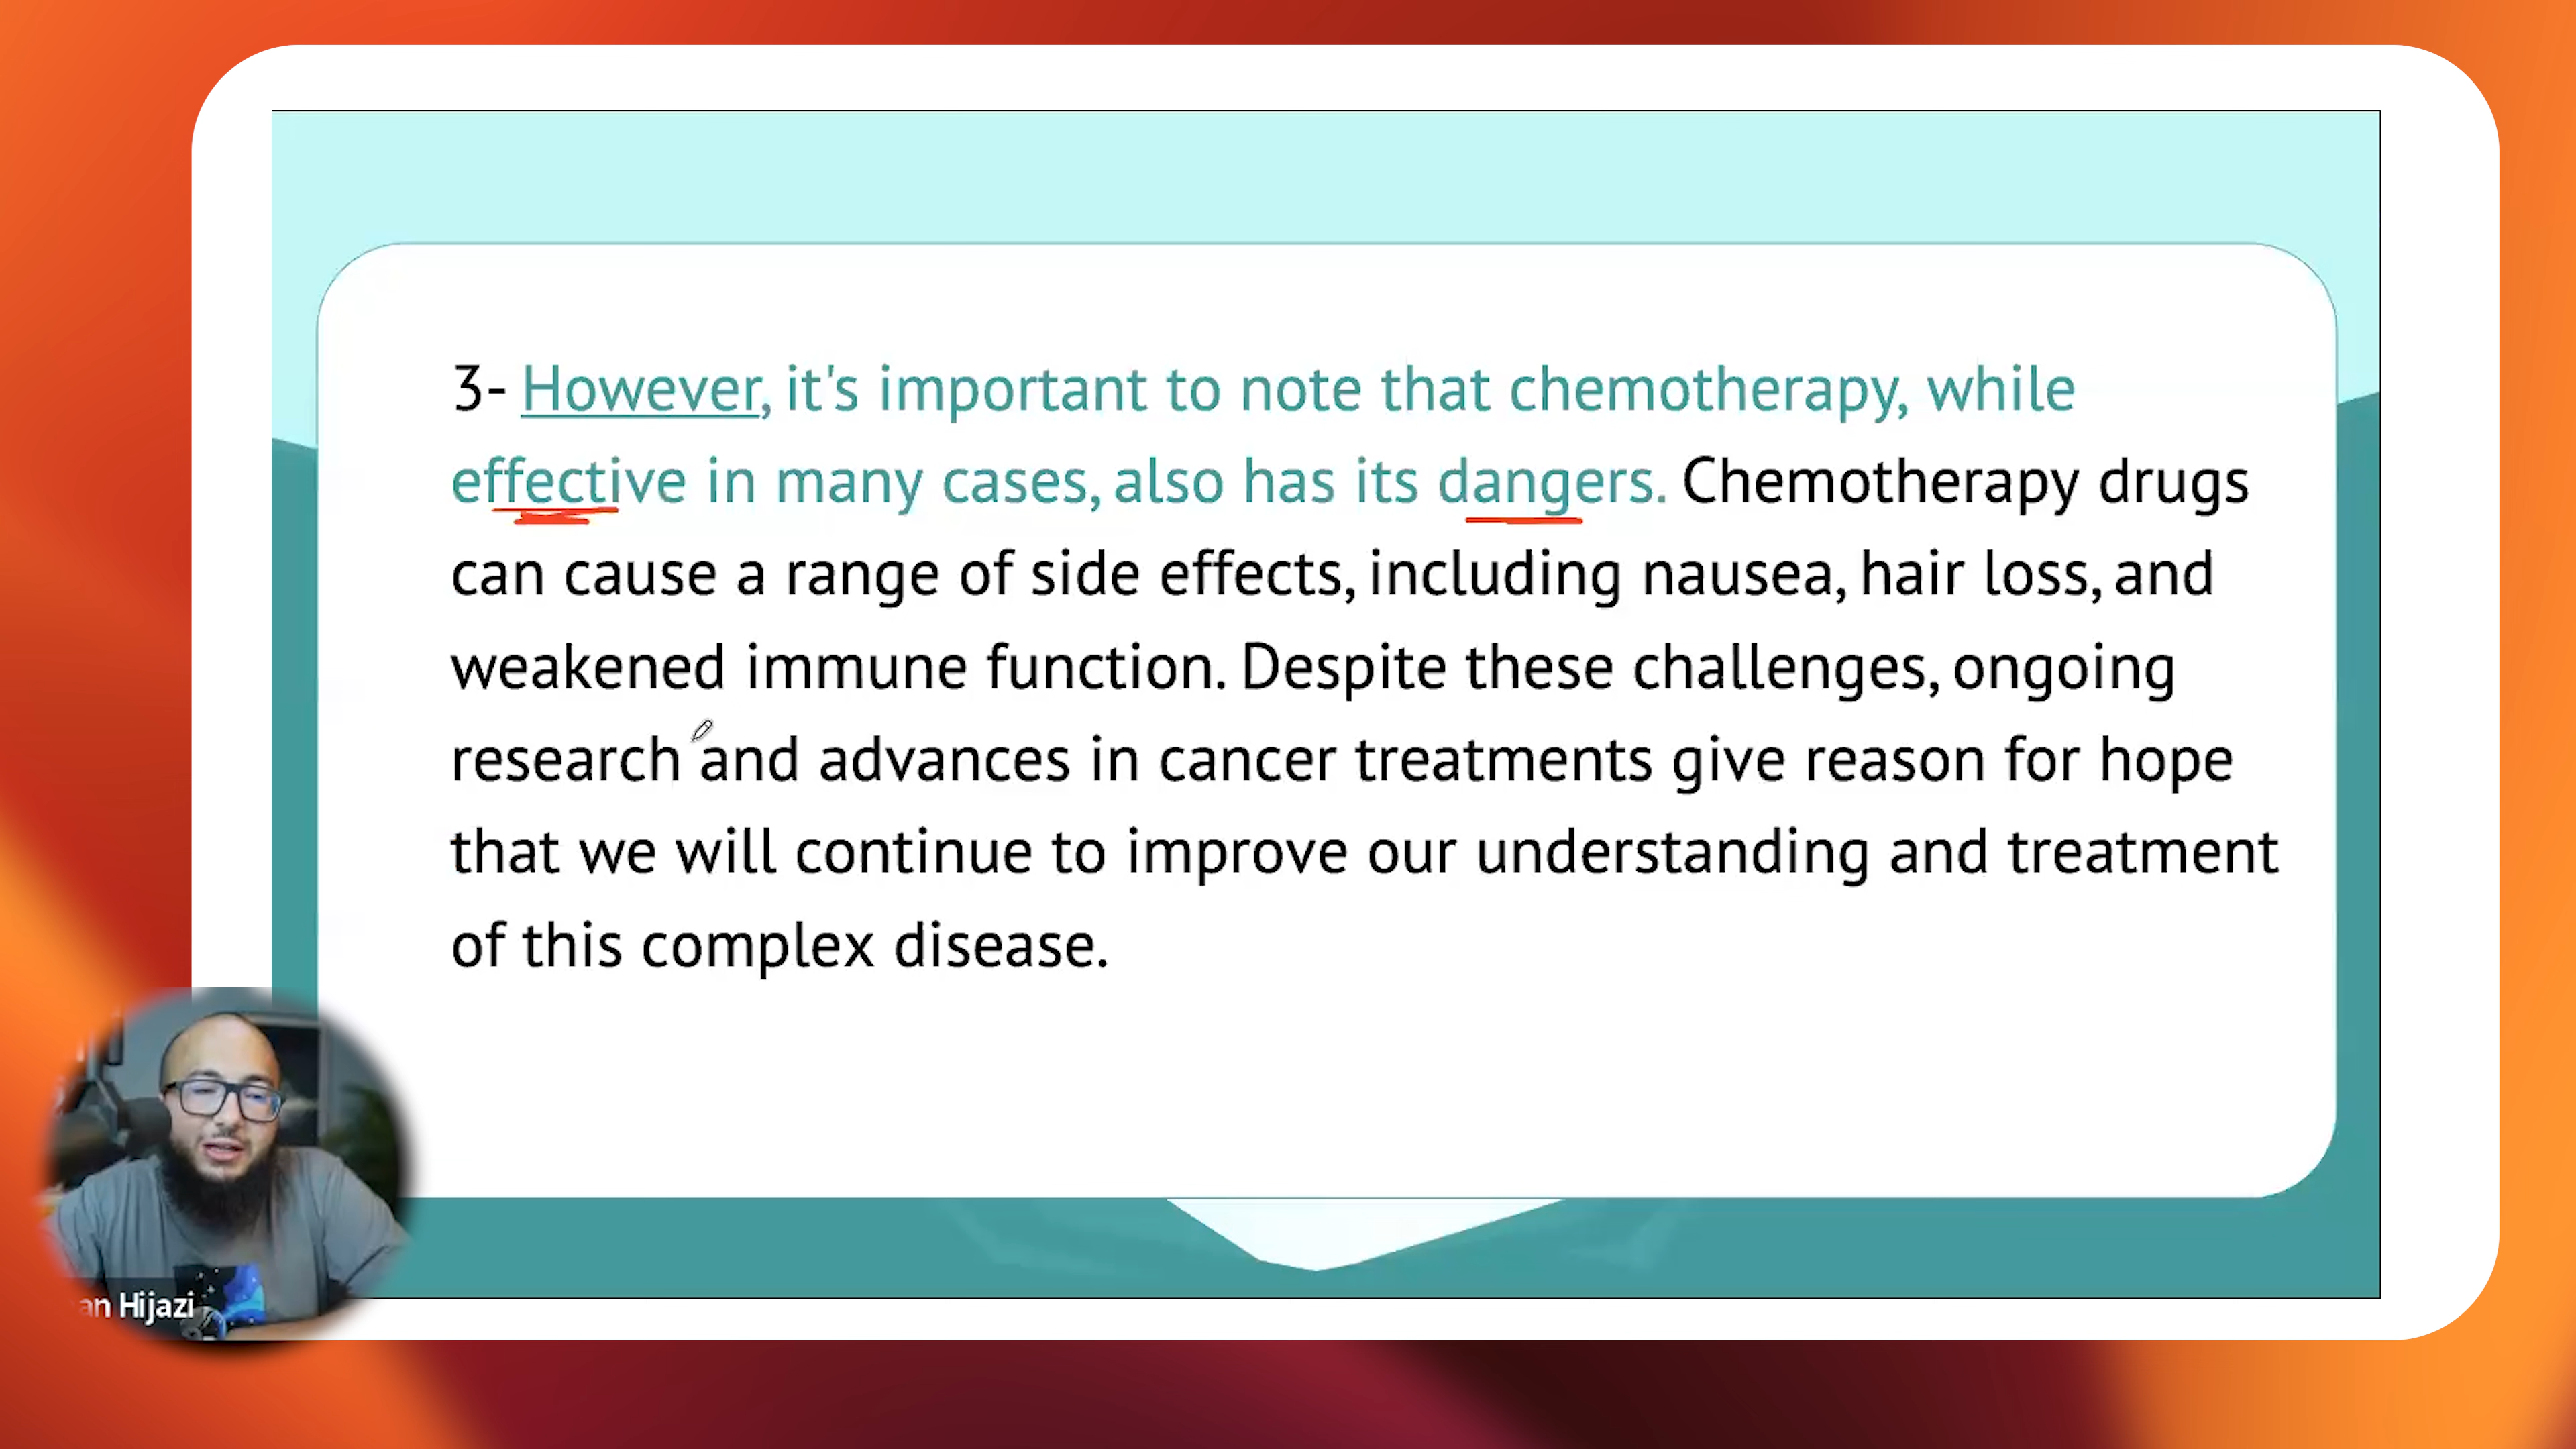 3- However, it's important to note that chemotherapy, while
effective in many cases, also has its dangers. Chemotherapy drugs
can cause a range of side effects, including nausea, hair loss, and
weakened immune function. Despite these challenges, ongoing
research and advances in cancer treatments give reason for hope
that we will continue to improve our understanding and treatment
of this complex disease.
an Hijazi